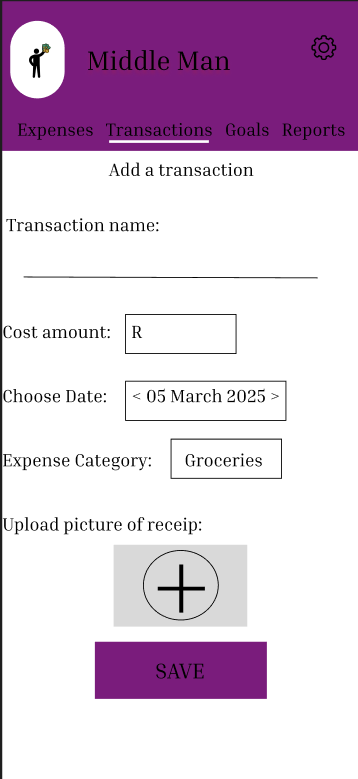 Middle Man
Expenses Transactions Goals Reports
Add a transaction
Transaction name:
Cost amount: R
Choose Date: < 05 March 2025 >
Expense Category: Groceries
Upload picture of receip:
SAVE